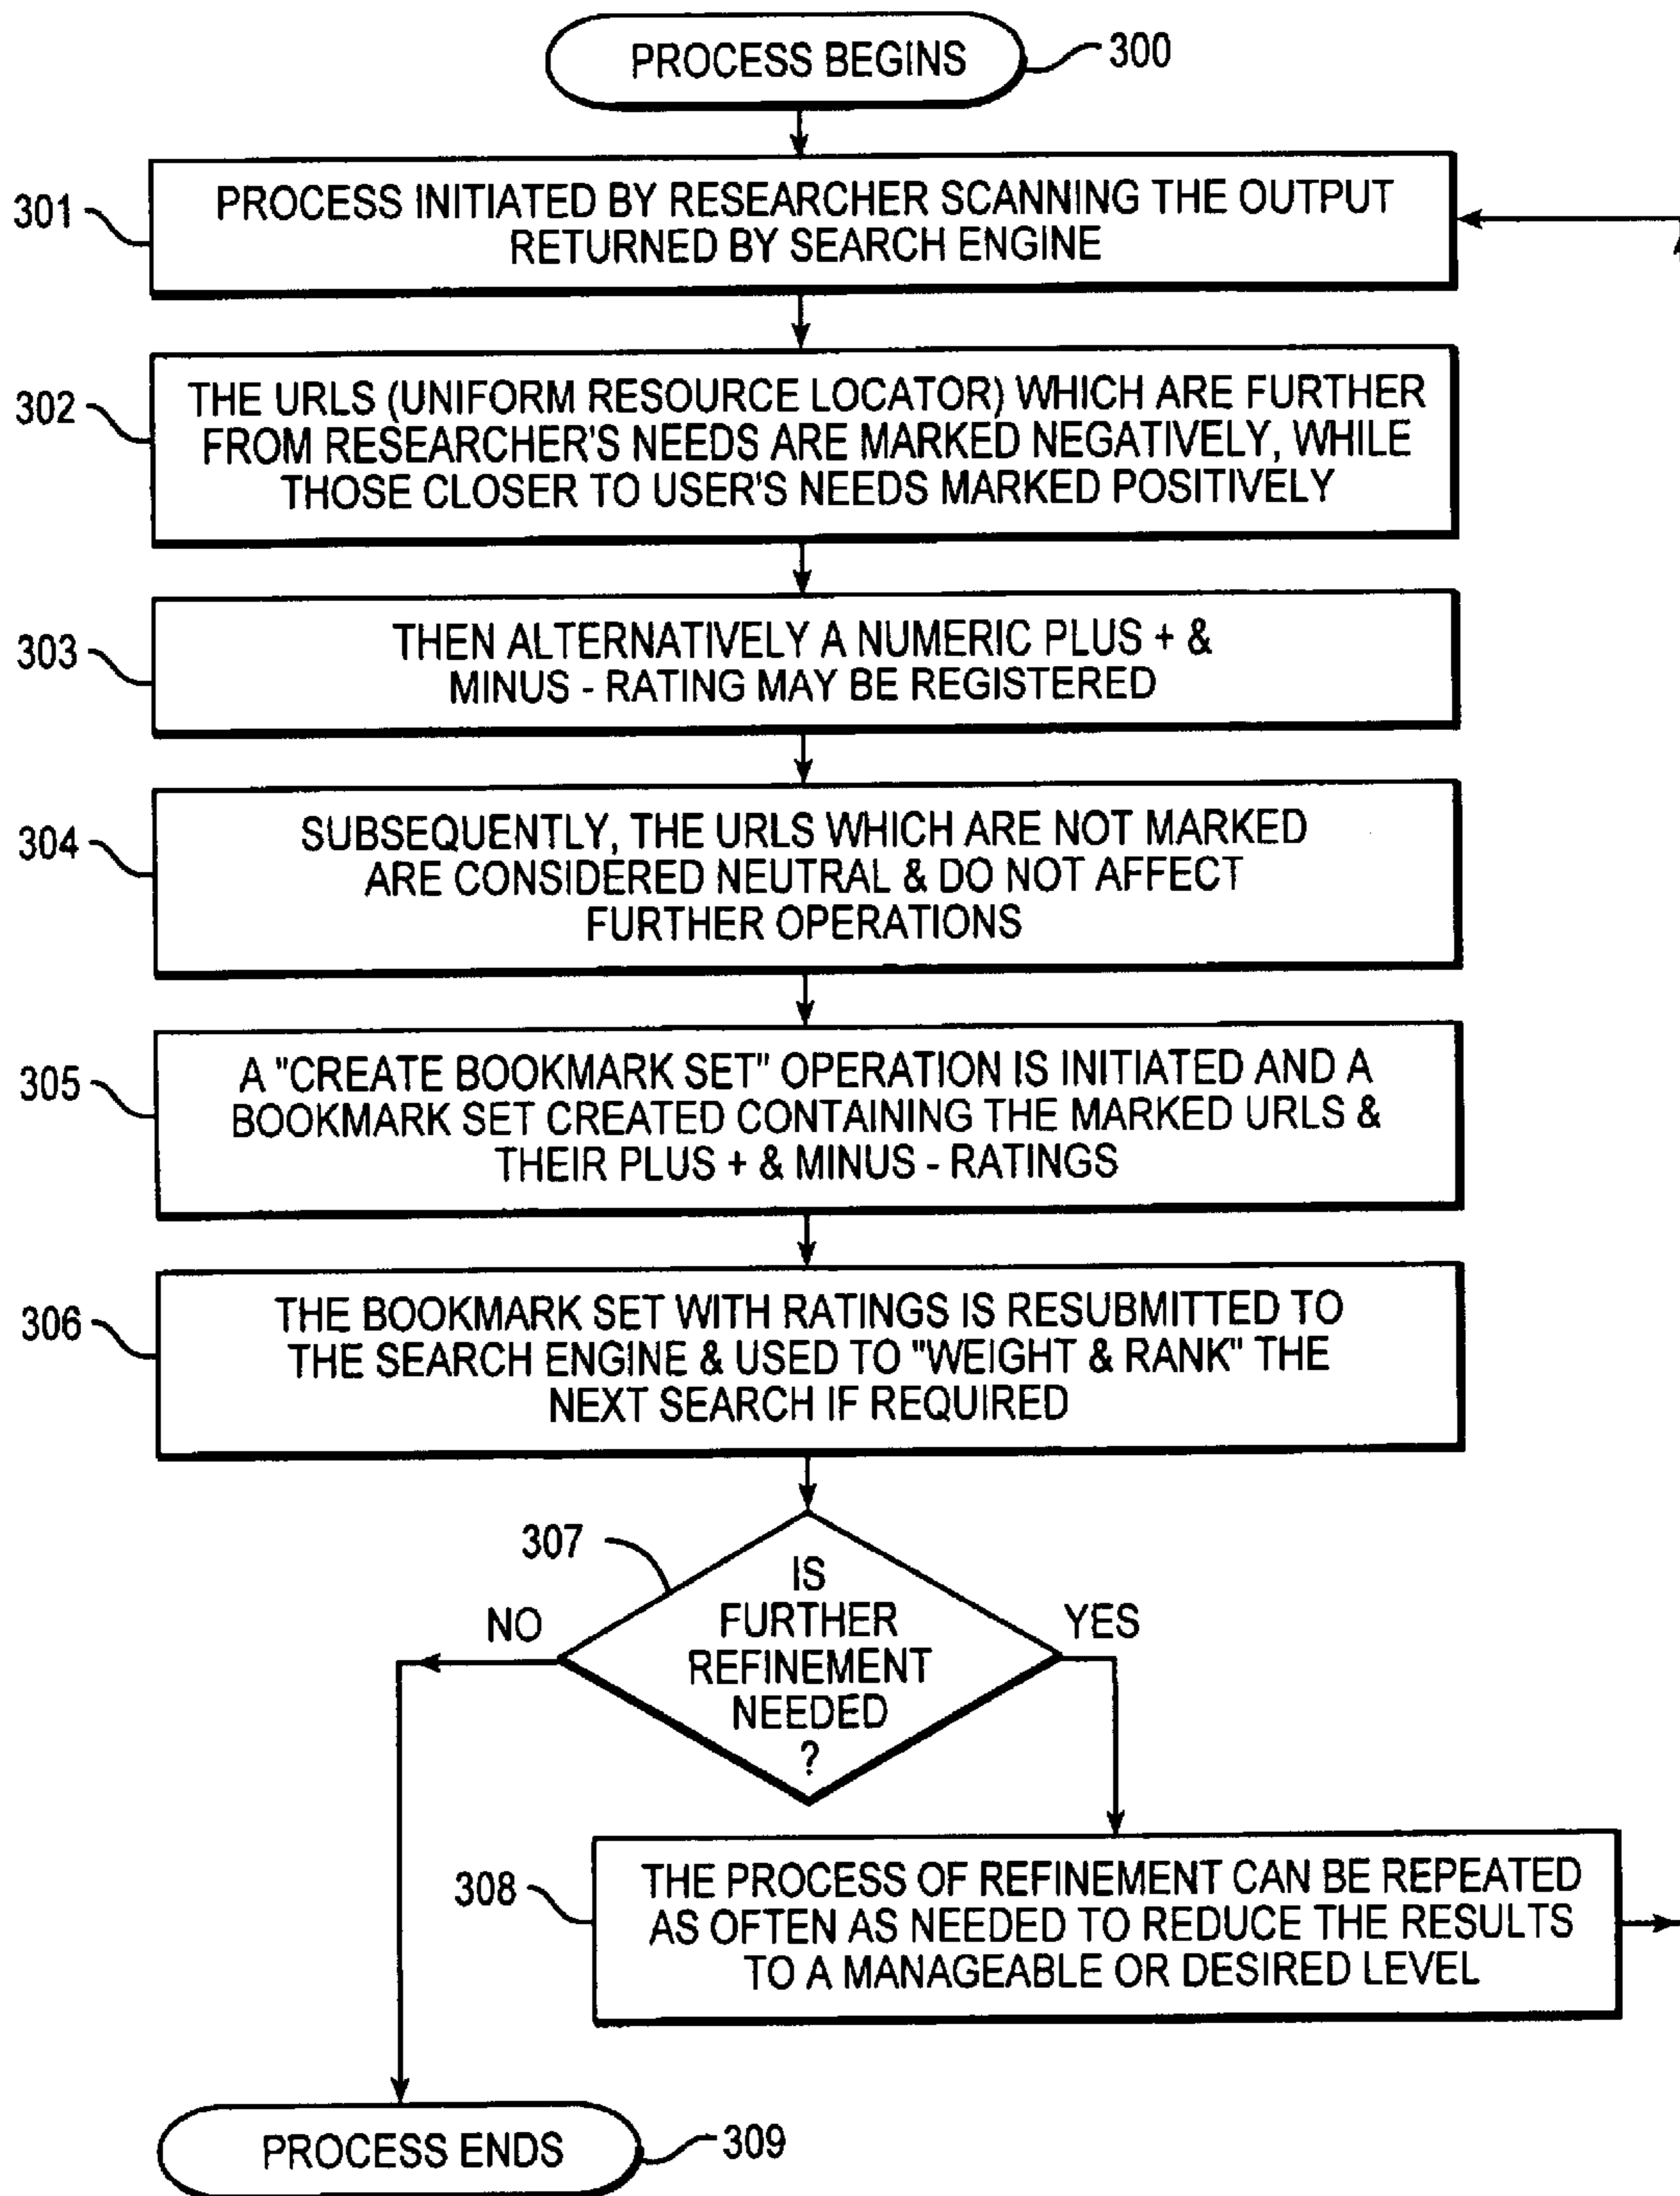 PROCESS BEGINS
300
301
PROCESS INITIATED BY RESEARCHER SCANNING THE OUTPUT
RETURNED BY SEARCH ENGINE
302
THE URLS (UNIFORM RESOURCE LOCATOR) WHICH ARE FURTHER
FROM RESEARCHER'S NEEDS ARE MARKED NEGATIVELY, WHILE
THOSE CLOSER TO USER'S NEEDS MARKED POSITIVELY
303
THEN ALTERNATIVELY A NUMERIC PLUS + &
MINUS - RATING MAY BE REGISTERED
304
SUBSEQUENTLY, THE URLS WHICH ARE NOT MARKED
ARE CONSIDERED NEUTRAL & DO NOT AFFECT
FURTHER OPERATIONS
305
A "CREATE BOOKMARK SET" OPERATION IS INITIATED AND A
BOOKMARK SET CREATED CONTAINING THE MARKED URLS &
THEIR PLUS + & MINUS - RATINGS
306
THE BOOKMARK SET WITH RATINGS IS RESUBMITTED TO
THE SEARCH ENGINE & USED TO "WEIGHT & RANK" THE
NEXT SEARCH IF REQUIRED
307
IS
FURTHER
REFINEMENT
NEEDED
?
NO
YES
308
THE PROCESS OF REFINEMENT CAN BE REPEATED
AS OFTEN AS NEEDED TO REDUCE THE RESULTS
TO A MANAGEABLE OR DESIRED LEVEL
PROCESS ENDS
309